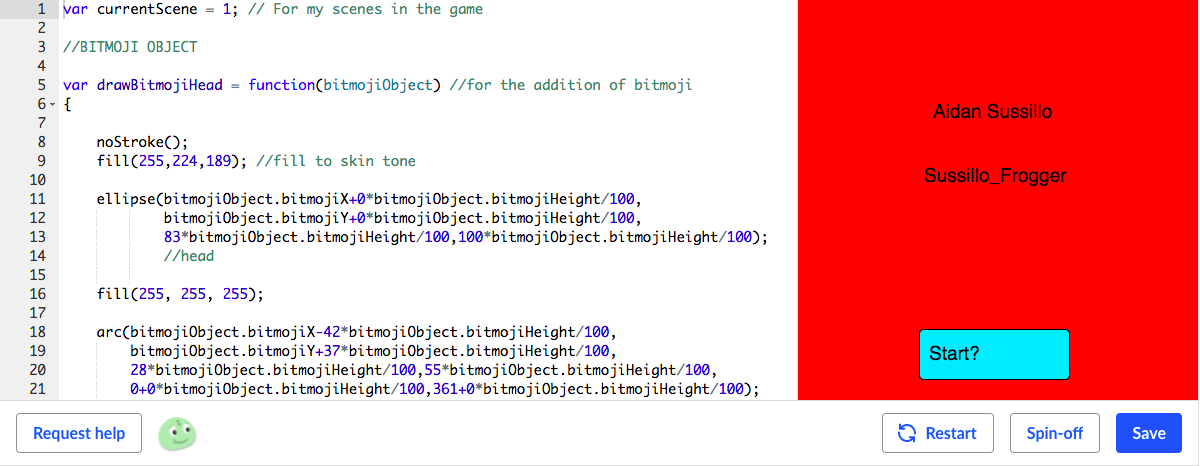 1 var currentScene = 1; // For my scenes in the game
2
3 //BITMOJI OBJECT
4
5 var drawBitmojiHead = function(bitmojiObject) //for the addition of bitmoji
6 {
7
8 noStroke();
9 fill(255,224,189); //fill to skin tone
10
11 ellipse(bitmojiObject.bitmojiX+0*bitmojiObject.bitmojiHeight/100,
12 bitmojiObject.bitmojiY+0*bitmojiObject.bitmojiHeight/100,
13 83*bitmojiObject.bitmojiHeight/100,100*bitmojiObject.bitmojiHeight/100);
14 //head
15
16 fill(255, 255, 255);
17
18 arc(bitmojiObject.bitmojiX-42*bitmojiObject.bitmojiHeight/100,
19 bitmojiObject.bitmojiY+37*bitmojiObject.bitmojiHeight/100,
20 28*bitmojiObject.bitmojiHeight/100,55*bitmojiObject.bitmojiHeight/100,
21 0+0*bitmojiObject.bitmojiHeight/100,361+0*bitmojiObject.bitmojiHeight/100);
Aidan Sussillo
Sussillo_Frogger
Start?
Request help
Restart
Spin-off
Save